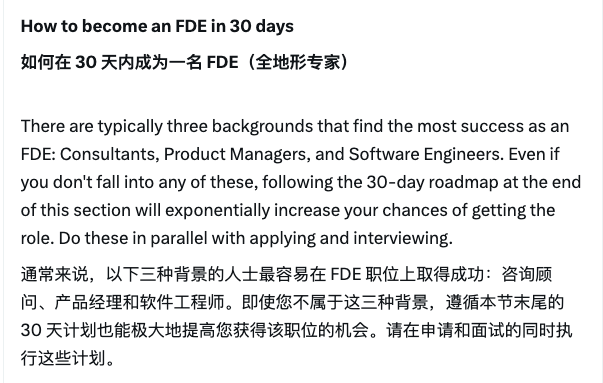 How to become an FDE in 30 days
如何在 30 天内成为一名 FDE（全地形专家）
There are typically three backgrounds that find the most success as an
FDE: Consultants, Product Managers, and Software Engineers. Even if
you don't fall into any of these, following the 30-day roadmap at the end
of this section will exponentially increase your chances of getting the
role. Do these in parallel with applying and interviewing.
通常来说，以下三种背景的人士最容易在 FDE 职位上取得成功：咨询顾
问、产品经理和软件工程师。即使您不属于这三种背景，遵循本节末尾的
30 天计划也能极大地提高您获得该职位的机会。请在申请和面试的同时执
行这些计划。